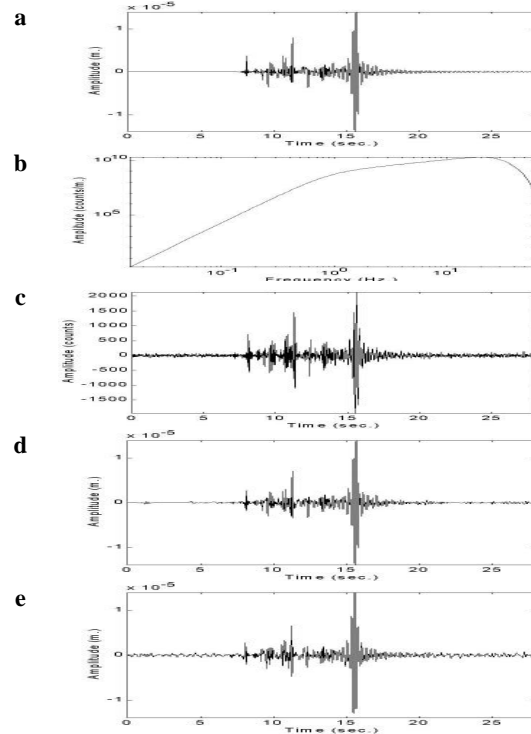 a
× 10⁻⁵
Amplitude (m.)
1
0
-1
0 5 10 15 20 25
Time (sec.)
b
Amplitude (counts/m.)
10¹⁰
10⁵
10⁻¹ 10⁰ 10¹
Frequency (Hz.)
c
Amplitude (counts)
2000
1500
1000
500
0
-500
-1000
-1500
0 5 10 15 20 25
Time (sec.)
d
× 10⁻⁵
Amplitude (m.)
1
0
-1
0 5 10 15 20 25
Time (sec.)
e
× 10⁻⁵
Amplitude (m.)
1
0
-1
0 5 10 15 20 25
Time (sec.)